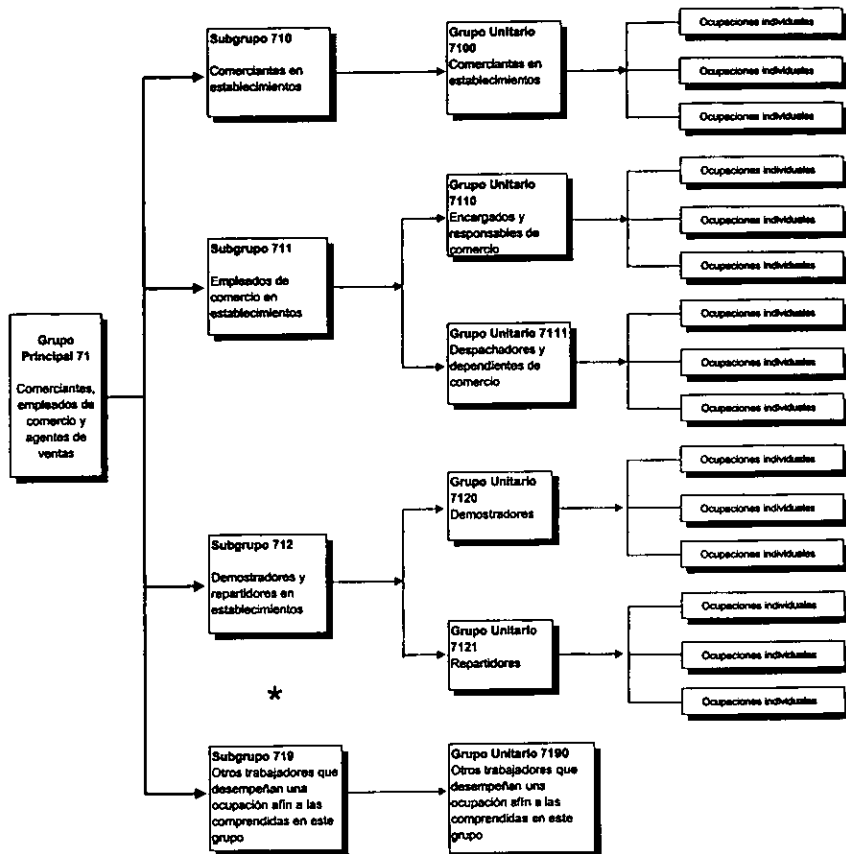 Grupo
Principal 71
Comerciantes,
empleados de
comercio y
agentes de
ventas
Subgrupo 710
Comerciantes en
establecimientos
Grupo Unitario
7100
Comerciantes en
establecimientos
Ocupaciones individuales
Ocupaciones individuales
Ocupaciones individuales
Subgrupo 711
Empleados de
comercio en
establecimientos
Grupo Unitario
7110
Encargados y
responsables de
comercio
Ocupaciones individuales
Ocupaciones individuales
Ocupaciones individuales
Grupo Unitario 7111
Despachadores y
dependientes de
comercio
Ocupaciones individuales
Ocupaciones individuales
Ocupaciones individuales
Subgrupo 712
Demostradores y
repartidores en
establecimientos
Grupo Unitario
7120
Demostradores
Ocupaciones individuales
Ocupaciones individuales
Ocupaciones individuales
Grupo Unitario
7121
Repartidores
Ocupaciones individuales
Ocupaciones individuales
Ocupaciones individuales
*
Subgrupo 719
Otros trabajadores que
desempeñan una
ocupación afín a las
comprendidas en este
grupo
Grupo Unitario 7190
Otros trabajadores que
desempeñan una
ocupación afín a las
comprendidas en este
grupo